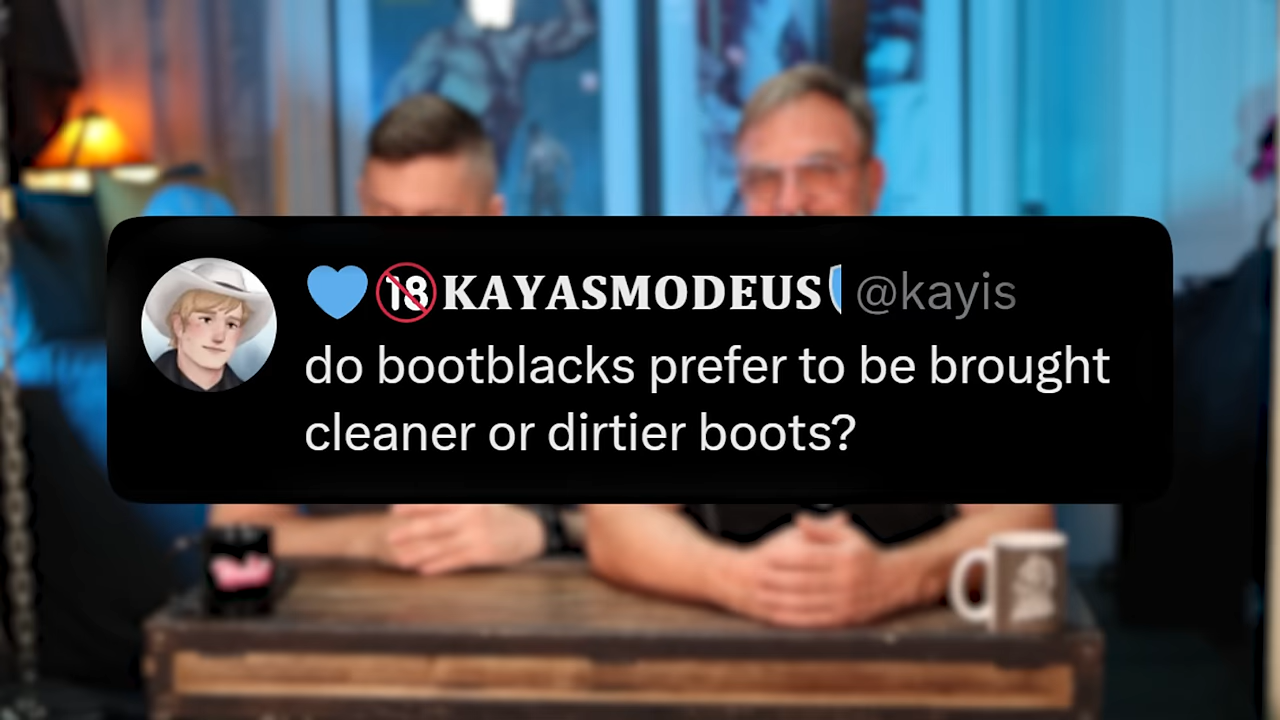 💙🔞KAYASMODEUS @kayis
do bootblacks prefer to be brought
cleaner or dirtier boots?